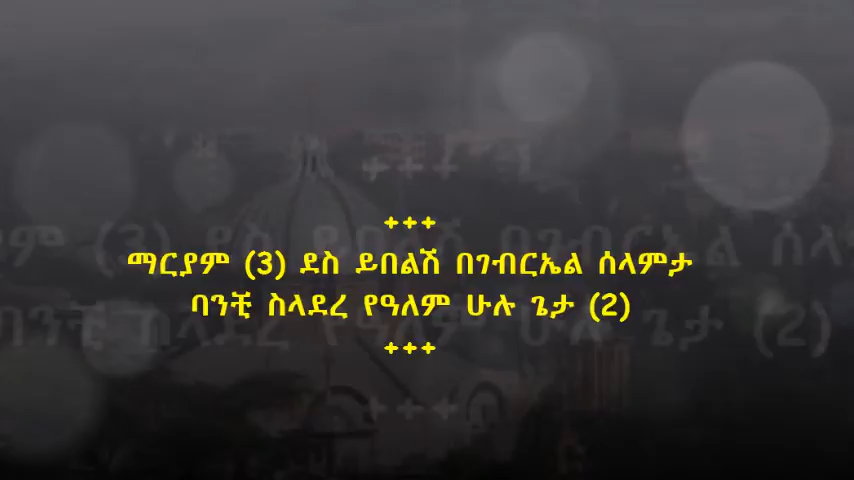 +++
ማርያም (3) ደስ ይበልሽ በገብርኤል ሰላምታ
ባንቺ ስላደረ የዓለም ሁሉ ጌታ (2)
+++